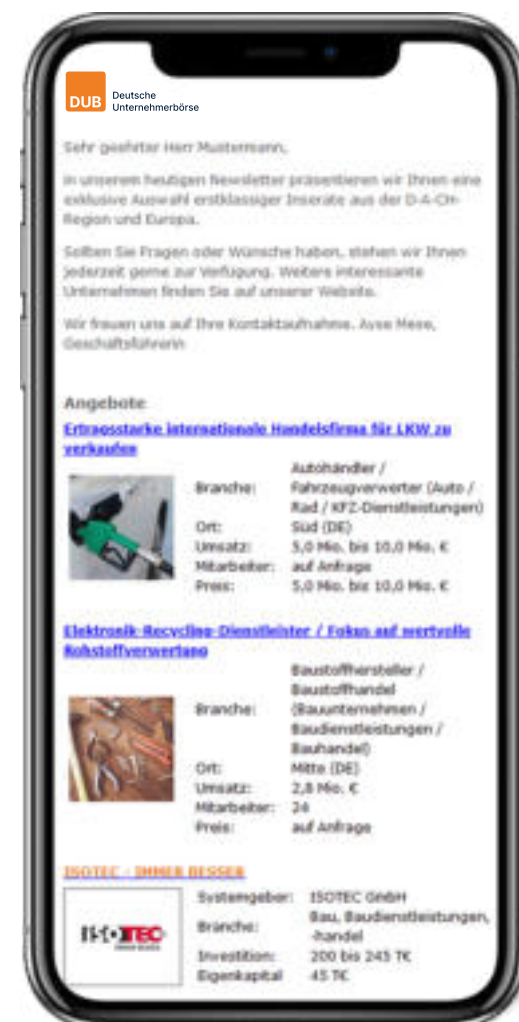 DUB
Deutsche
Unternehmerbörse
Sehr geehrter Herr Mustermann,
in unserem heutigen Newsletter präsentieren wir Ihnen eine
exklusive Auswahl erstklassiger Inserate aus der D-A-CH-
Region und Europa.
Sollten Sie Fragen oder Wünsche haben, stehen wir Ihnen
jederzeit gerne zur Verfügung. Weitere interessante
Unternehmen finden Sie auf unserer Website.
Wir freuen uns auf Ihre Kontaktaufnahme. Ayse Mese,
Geschäftsführerin
Angebote
Ertragsstarke internationale Handelsfirma für LKW zu
verkaufen
Branche: Autohändler /
Fahrzeugverwerter (Auto /
Rad / KFZ-Dienstleistungen)
Ort: Süd (DE)
Umsatz: 5,0 Mio. bis 10,0 Mio. €
Mitarbeiter: auf Anfrage
Preis: 5,0 Mio. bis 10,0 Mio. €
Elektronik-Recycling-Dienstleister / Fokus auf wertvolle
Rohstoffverwertung
Branche: Baustoffhersteller /
Baustoffhandel
(Bauunternehmen /
Baudienstleistungen /
Bauhandel)
Ort: Mitte (DE)
Umsatz: 2,8 Mio. €
Mitarbeiter: 24
Preis: auf Anfrage
ISOTEC - IMMER BESSER
ISOTEC
Systemgeber: ISOTEC GmbH
Branche: Bau, Baudienstleistungen,
-handel
Investition: 200 bis 245 T€
Eigenkapital 45 T€